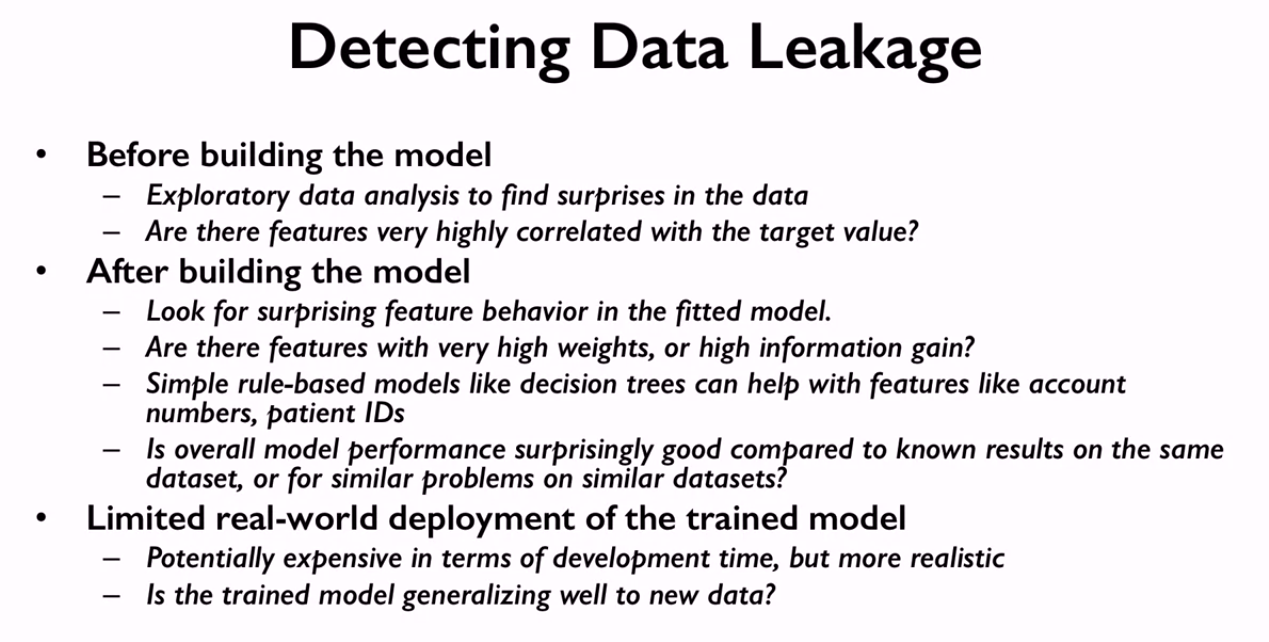 Detecting Data Leakage
• Before building the model
– Exploratory data analysis to find surprises in the data
– Are there features very highly correlated with the target value?
• After building the model
– Look for surprising feature behavior in the fitted model.
– Are there features with very high weights, or high information gain?
– Simple rule-based models like decision trees can help with features like account
numbers, patient IDs
– Is overall model performance surprisingly good compared to known results on the same
dataset, or for similar problems on similar datasets?
• Limited real-world deployment of the trained model
– Potentially expensive in terms of development time, but more realistic
– Is the trained model generalizing well to new data?